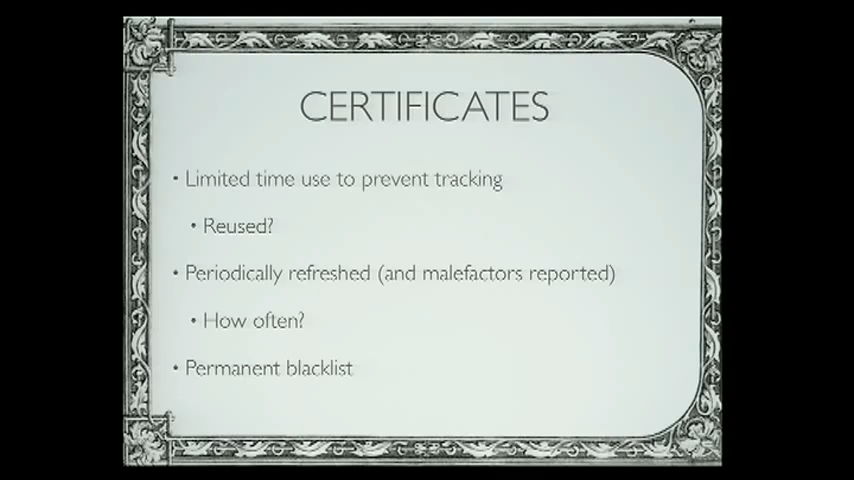 CERTIFICATES
• Limited time use to prevent tracking
• Reused?
• Periodically refreshed (and malefactors reported)
• How often?
• Permanent blacklist